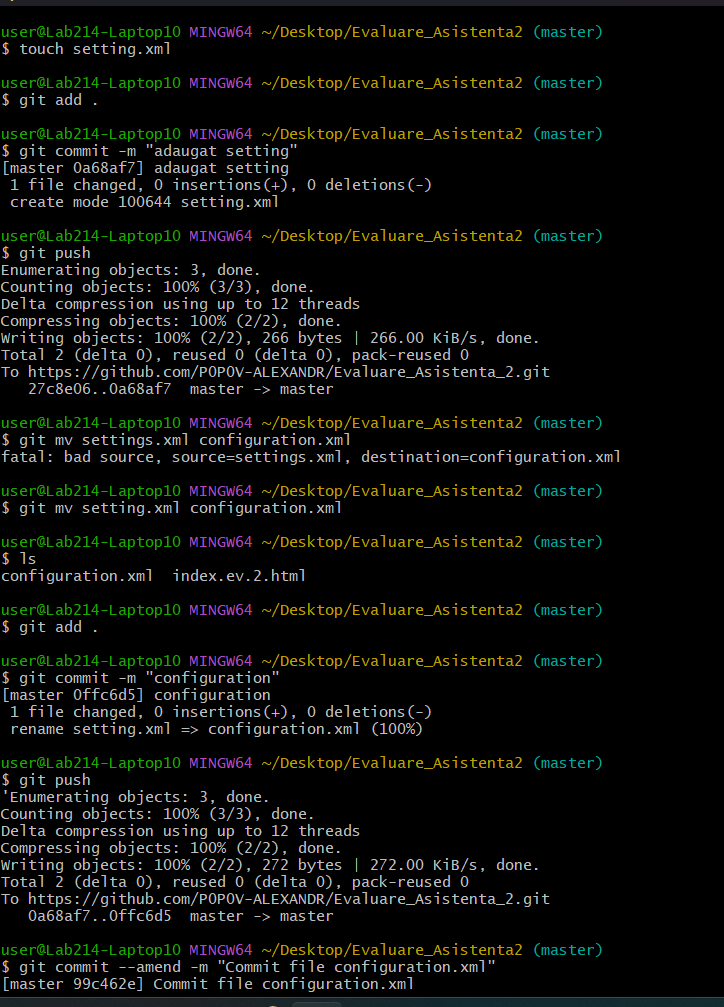 user@Lab214-Laptop10 MINGW64 ~/Desktop/Evaluare_Asistenta2 (master)
$ touch setting.xml
user@Lab214-Laptop10 MINGW64 ~/Desktop/Evaluare_Asistenta2 (master)
$ git add .
user@Lab214-Laptop10 MINGW64 ~/Desktop/Evaluare_Asistenta2 (master)
$ git commit -m "adaugat setting"
[master 0a68af7] adaugat setting
 1 file changed, 0 insertions(+), 0 deletions(-)
 create mode 100644 setting.xml
user@Lab214-Laptop10 MINGW64 ~/Desktop/Evaluare_Asistenta2 (master)
$ git push
Enumerating objects: 3, done.
Counting objects: 100% (3/3), done.
Delta compression using up to 12 threads
Compressing objects: 100% (2/2), done.
Writing objects: 100% (2/2), 266 bytes | 266.00 KiB/s, done.
Total 2 (delta 0), reused 0 (delta 0), pack-reused 0
To https://github.com/POPOV-ALEXANDR/Evaluare_Asistenta_2.git
   27c8e06..0a68af7  master -> master
user@Lab214-Laptop10 MINGW64 ~/Desktop/Evaluare_Asistenta2 (master)
$ git mv settings.xml configuration.xml
fatal: bad source, source=settings.xml, destination=configuration.xml
user@Lab214-Laptop10 MINGW64 ~/Desktop/Evaluare_Asistenta2 (master)
$ git mv setting.xml configuration.xml
user@Lab214-Laptop10 MINGW64 ~/Desktop/Evaluare_Asistenta2 (master)
$ ls
configuration.xml  index.ev.2.html
user@Lab214-Laptop10 MINGW64 ~/Desktop/Evaluare_Asistenta2 (master)
$ git add .
user@Lab214-Laptop10 MINGW64 ~/Desktop/Evaluare_Asistenta2 (master)
$ git commit -m "configuration"
[master 0ffc6d5] configuration
 1 file changed, 0 insertions(+), 0 deletions(-)
 rename setting.xml => configuration.xml (100%)
user@Lab214-Laptop10 MINGW64 ~/Desktop/Evaluare_Asistenta2 (master)
$ git push
'Enumerating objects: 3, done.
Counting objects: 100% (3/3), done.
Delta compression using up to 12 threads
Compressing objects: 100% (2/2), done.
Writing objects: 100% (2/2), 272 bytes | 272.00 KiB/s, done.
Total 2 (delta 0), reused 0 (delta 0), pack-reused 0
To https://github.com/POPOV-ALEXANDR/Evaluare_Asistenta_2.git
   0a68af7..0ffc6d5  master -> master
user@Lab214-Laptop10 MINGW64 ~/Desktop/Evaluare_Asistenta2 (master)
$ git commit --amend -m "Commit file configuration.xml"
[master 99c462e] Commit file configuration.xml